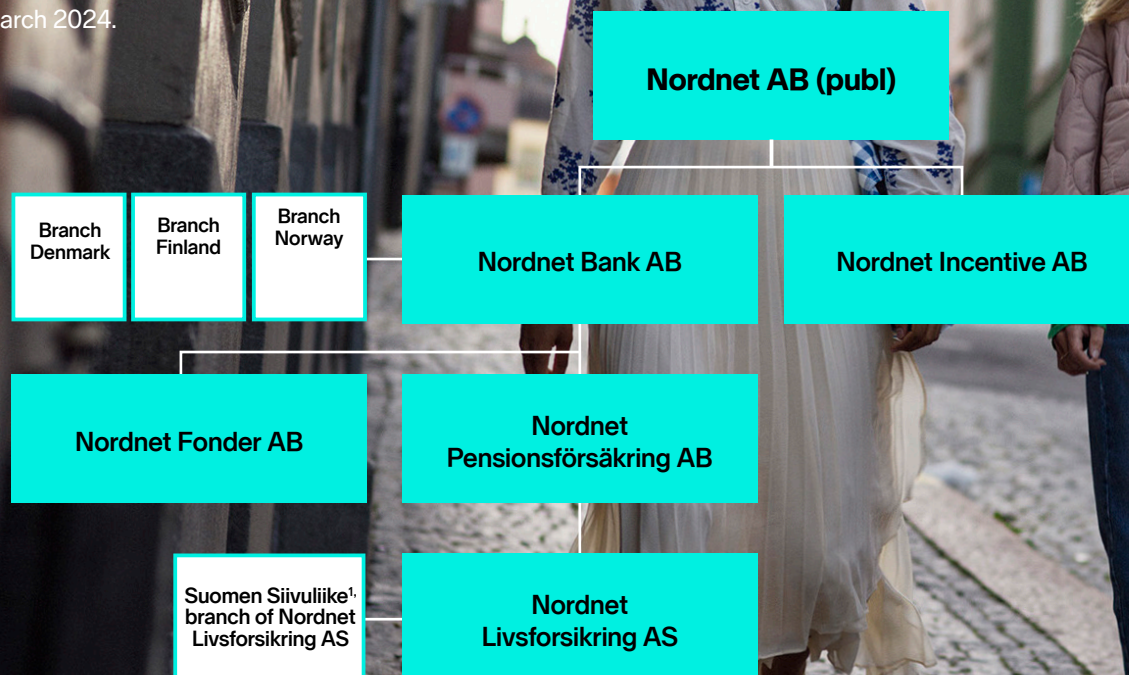 arch 2024.
Nordnet AB (publ)
Branch
Denmark
Branch
Finland
Branch
Norway
Nordnet Bank AB
Nordnet Incentive AB
Nordnet Fonder AB
Nordnet
Pensionsförsäkring AB
Suomen Siivuliike¹,
branch of Nordnet
Livforsikring AS
Nordnet
Livsforsikring AS